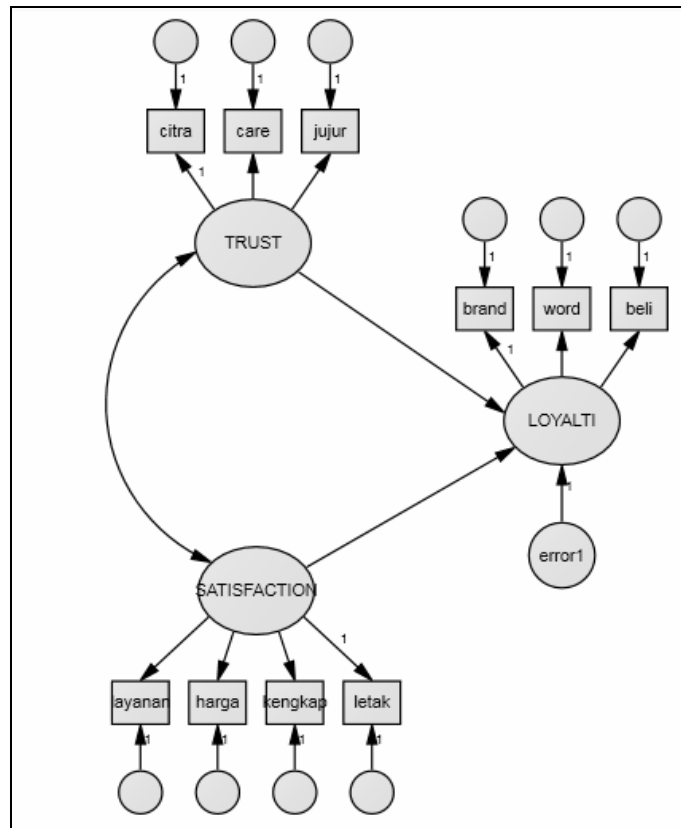 1 1 1
citra care jujur
1
TRUST
1 1 1
brand word beli
1
LOYALTI
1
error1
SATISFACTION
1
layanan harga kengkap letak
1 1 1 1